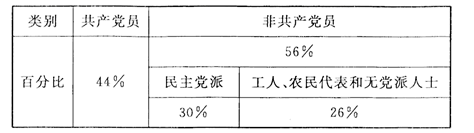 类别 共产党员 非共产党员
56%
百分比 44% 民主党派 工人、农民代表和无党派人士
30% 26%